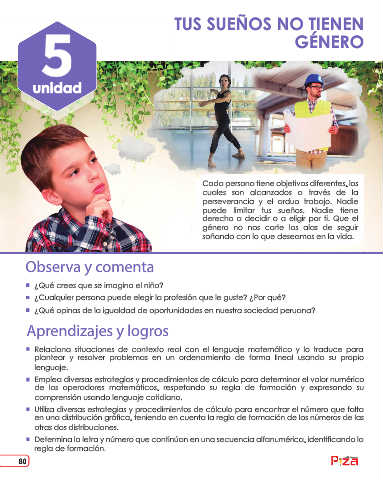 TUS SUEÑOS NO TIENEN
GÉNERO
5
unidad
Cada persona tiene objetivos diferentes, los
cuales son alcanzados a través de la
perseverancia y el arduo trabajo. Nadie
puede limitar tus sueños. Nadie tiene
derecho a decidir o a eligir por ti. Que el
género no nos corte las alas de seguir
soñando con lo que deseamos en la vida.
Observa y comenta
¿Qué crees que se imagina el niño?
¿Cualquier persona puede elegir la profesión que le guste? ¿Por qué?
¿Qué opinas de la igualdad de oportunidades en nuestra sociedad peruana?
Aprendizajes y logros
Relaciona situaciones de contexto real con el lenguaje matemático y lo traduce para
plantear y resolver problemas en un ordenamiento de forma lineal usando su propio
lenguaje.
Emplea diversas estrategias y procedimientos de cálculo para determinar el valor numérico
de los operadores matemáticos, respetando su regla de formación y expresando su
comprensión usando lenguaje cotidiano.
Utiliza diversas estrategias y procedimientos de cálculo para encontrar el número que falta
en una distribución gráfica, teniendo en cuenta la regla de formación de los números de las
otras dos distribuciones.
Determina la letra y número que continúan en una secuencia alfanumérica, identificando la
regla de formación.
80